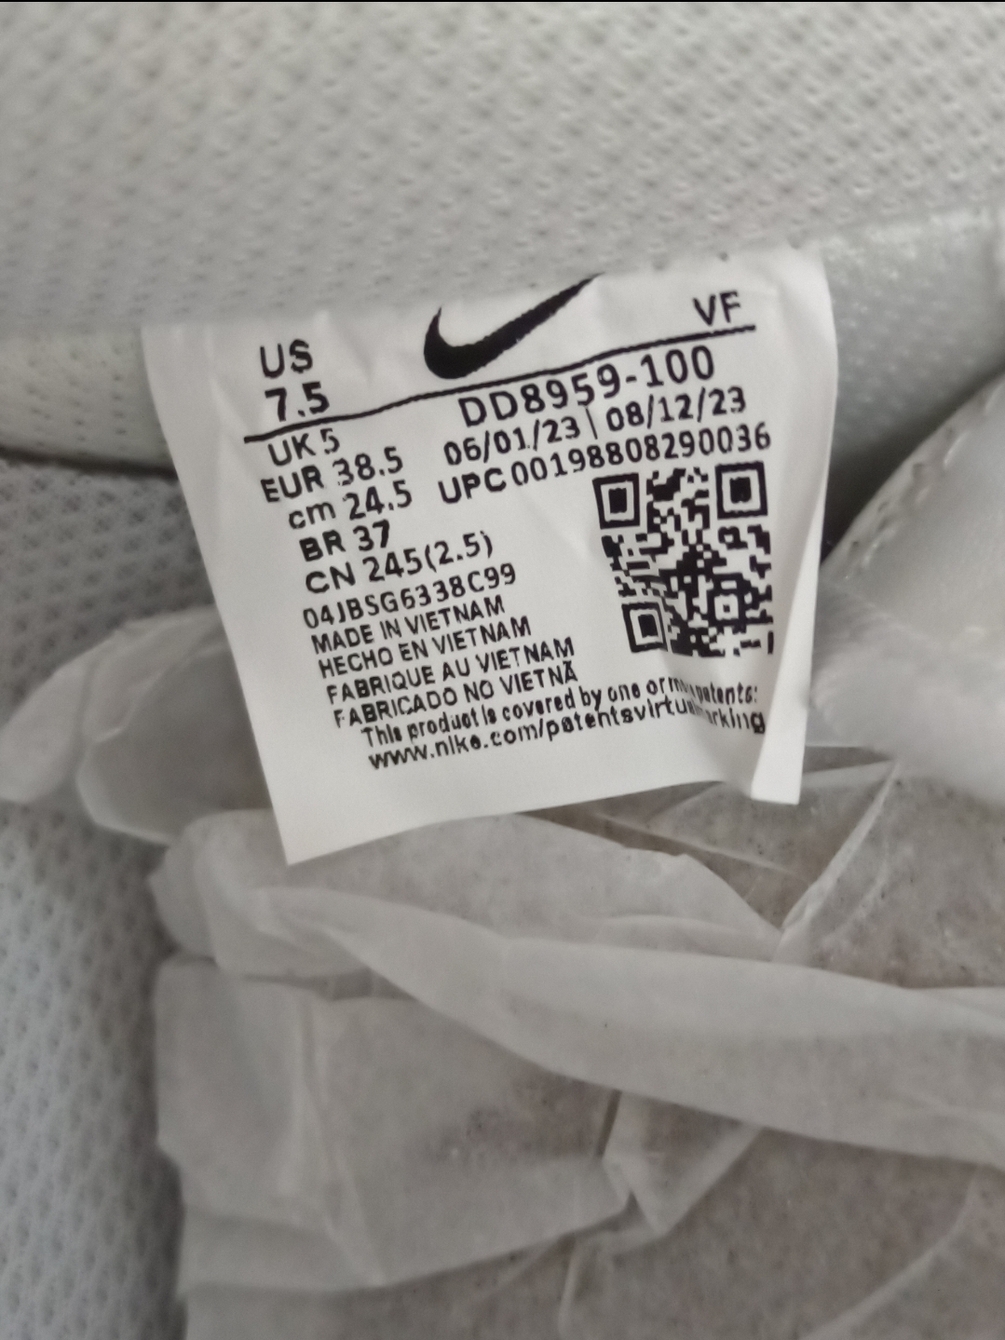 US
7.5
VF
UK 5
EUR 38.5
cm 24.5
BR 37
CN 245(2.5)
DD8959-100
06/01/23 | 08/12/23
UPC 00198808290036
04JBSG6338C99
MADE IN VIETNAM
HECHO EN VIETNAM
FABRIQUE AU VIETNAM
FABRICADO NO VIETNÃ
This product is covered by one or more patents:
www.nike.com/patentsvirtualmarking